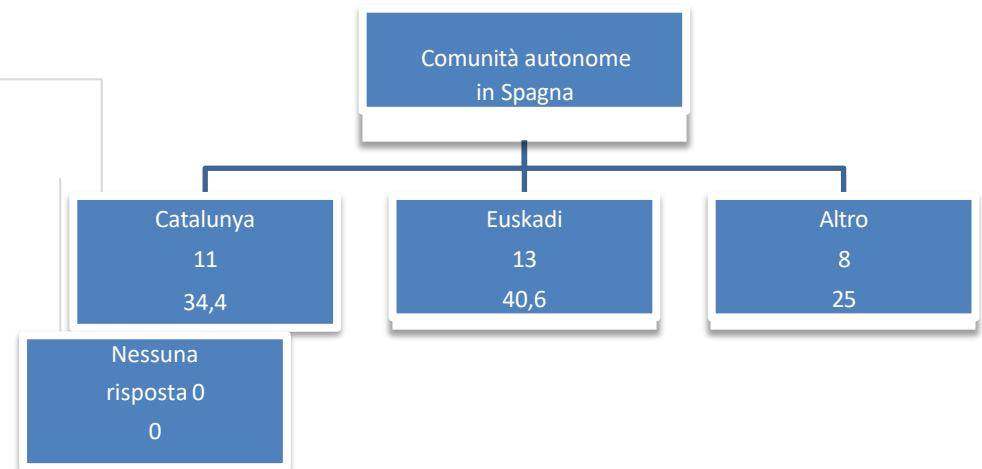 Comunità autonome
in Spagna
Catalunya
11
34,4
Euskadi
13
40,6
Altro
8
25
Nessuna
risposta 0
0